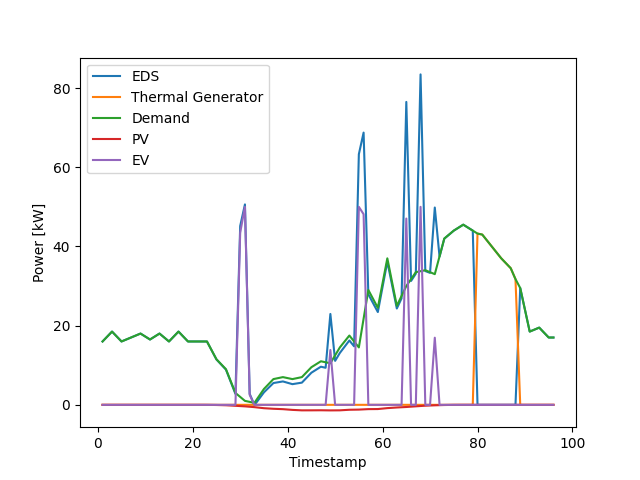 EDS
Thermal Generator
Demand
PV
EV
Power [kW]
80
60
40
20
0
0 20 40 60 80 100
Timestamp